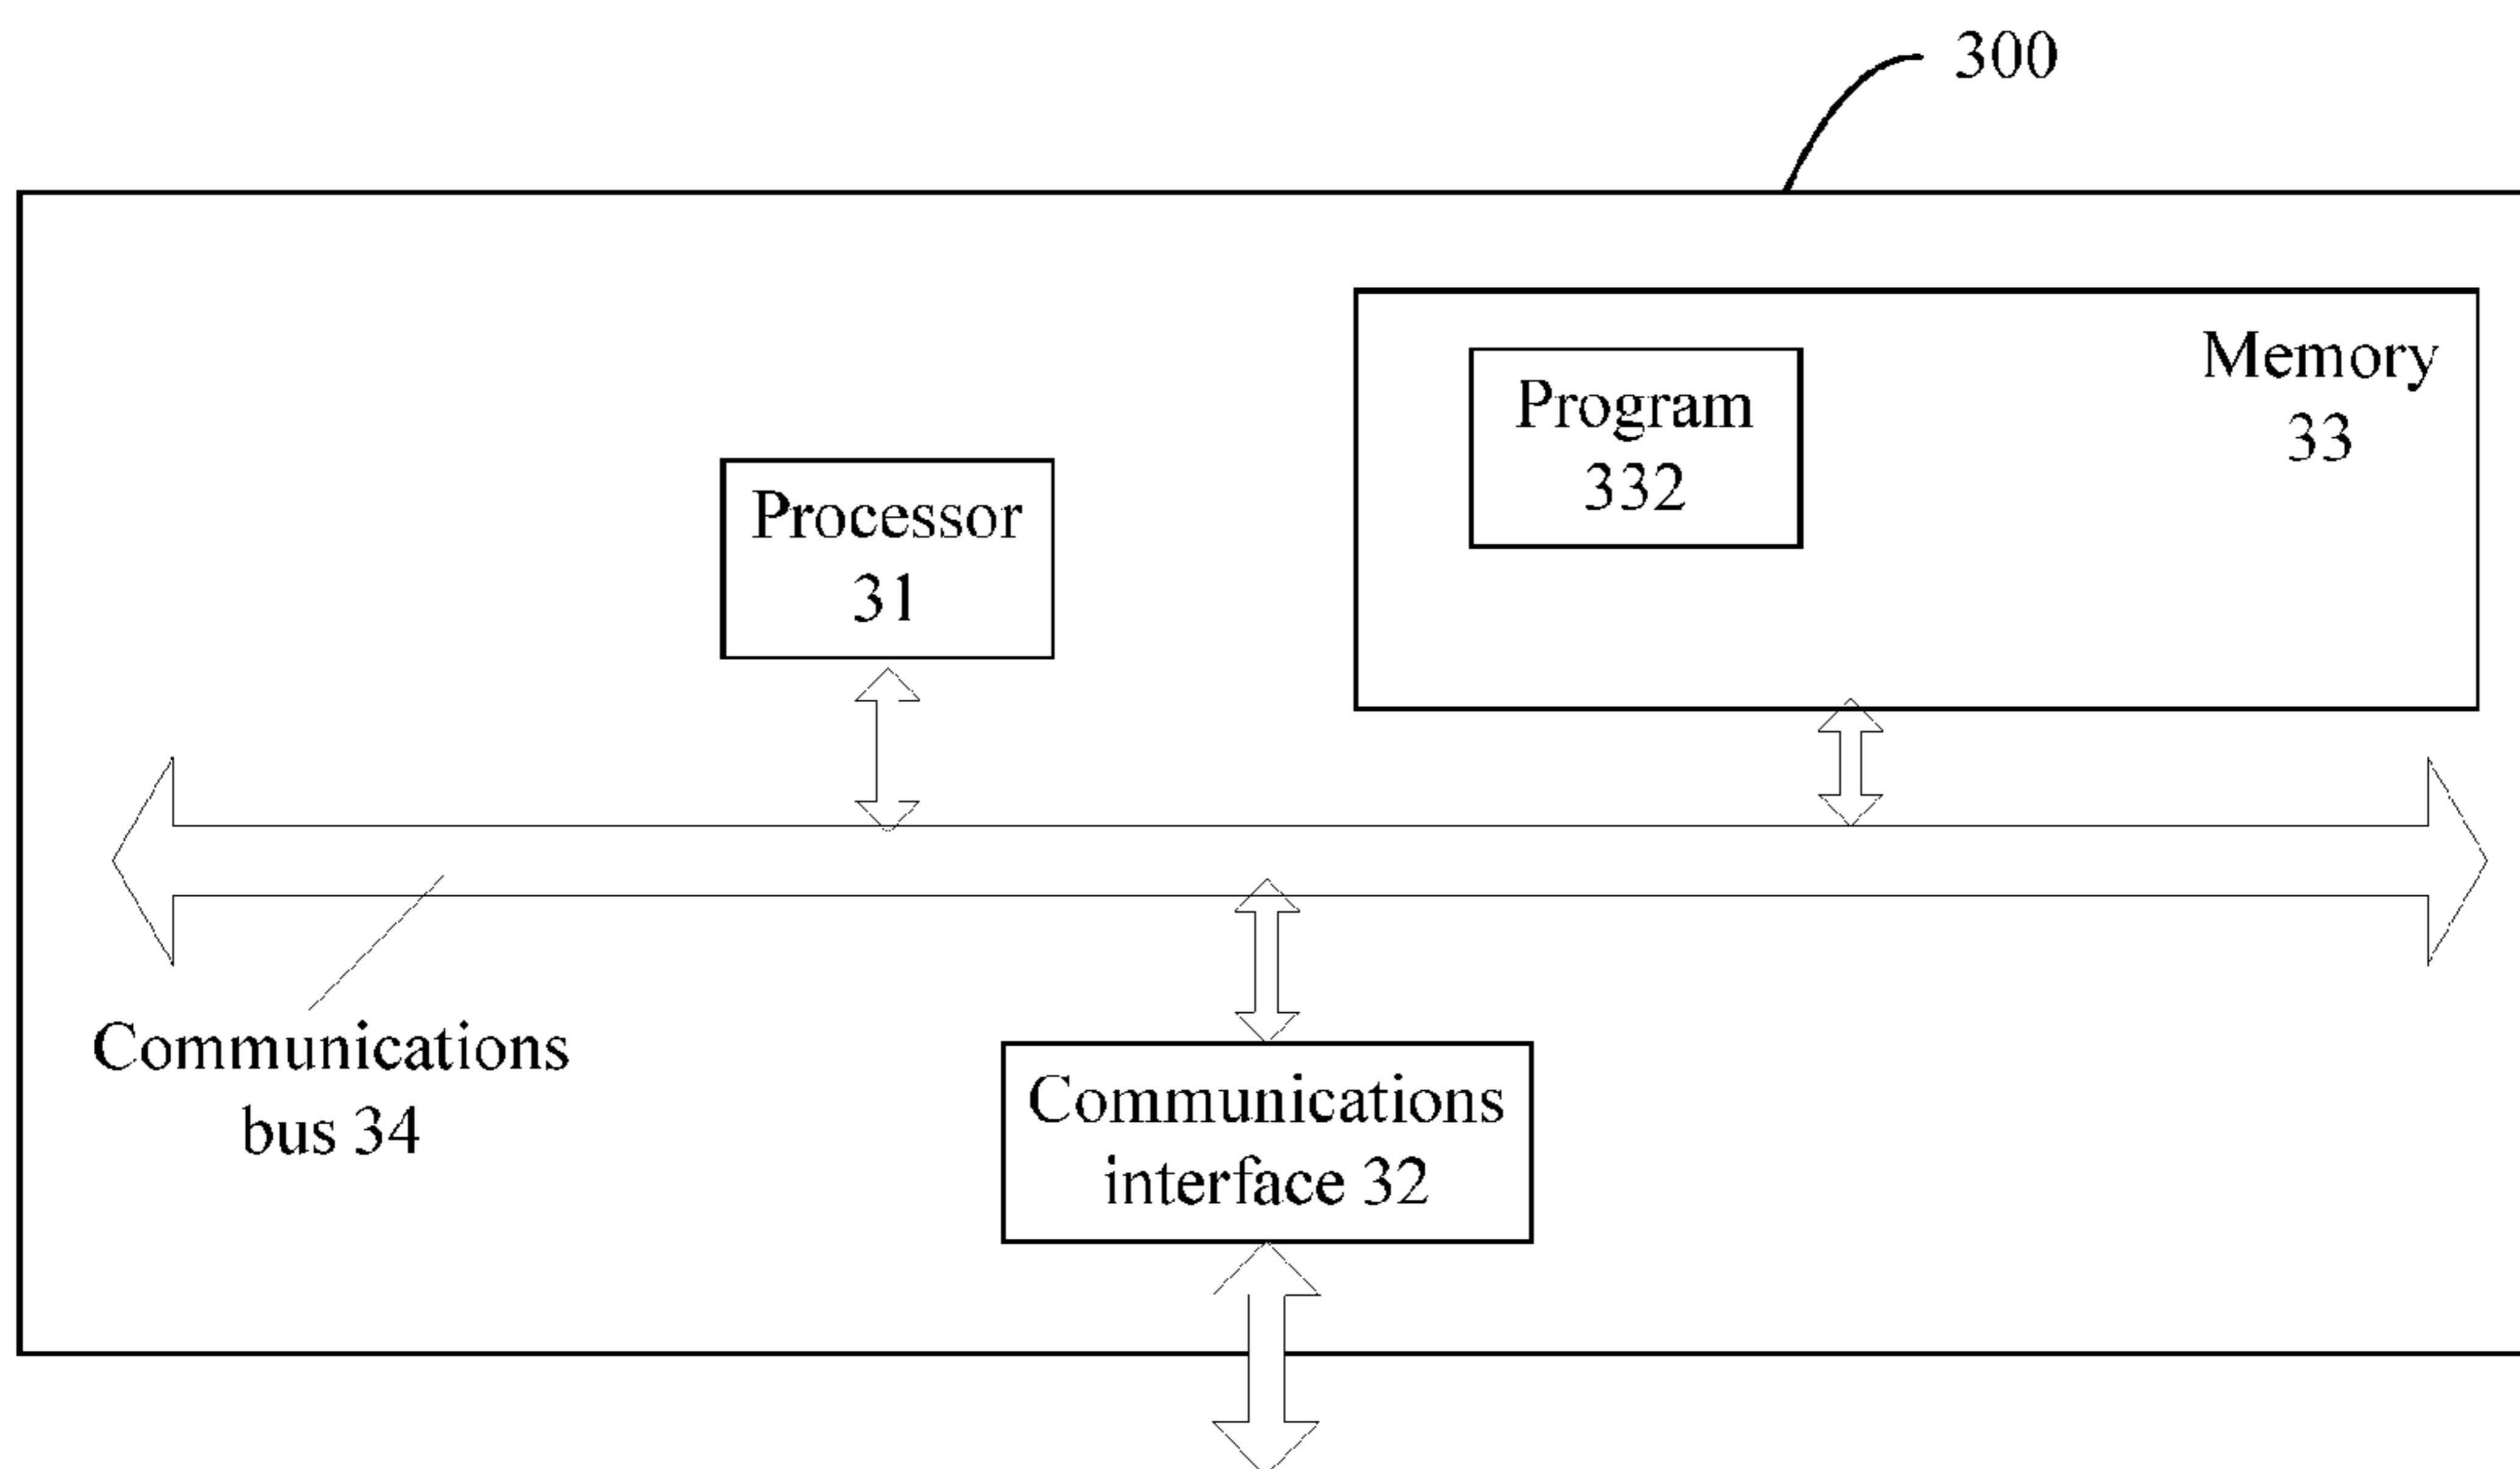 300
Memory
33
Program
332
Processor
31
Communications
bus 34
Communications
interface 32